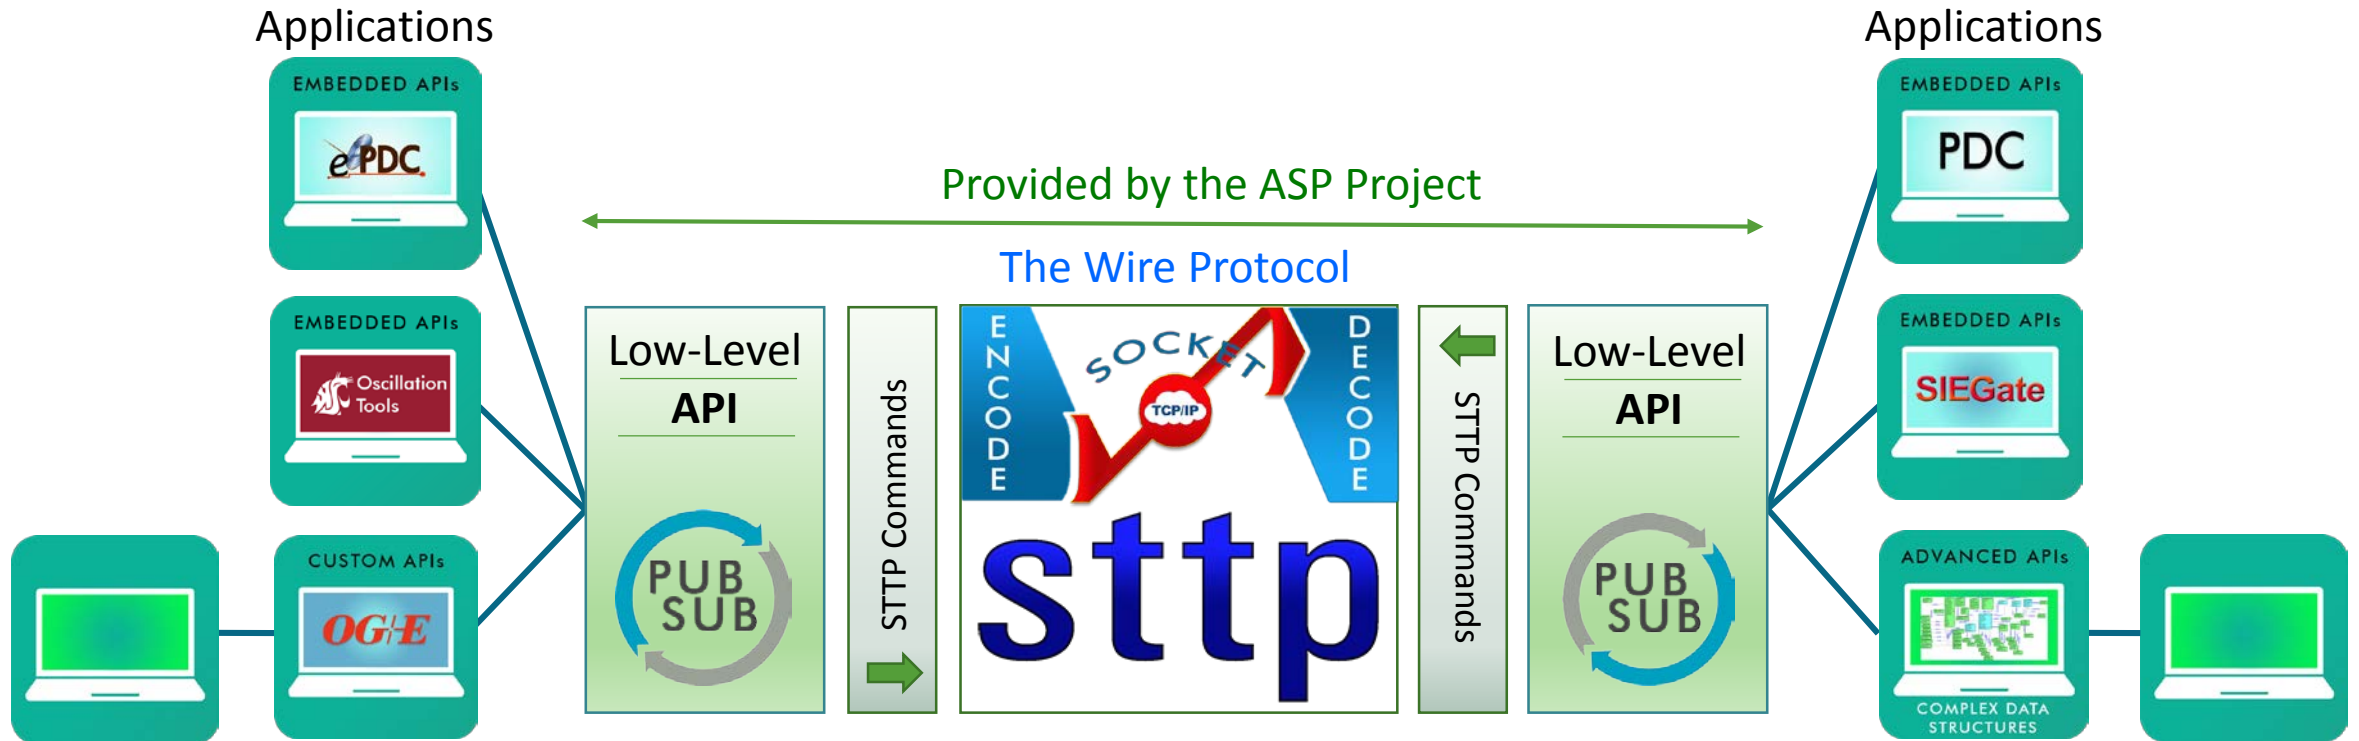 Applications
EMBEDDED APIs
ePDC
EMBEDDED APIs
Oscillation
Tools
CUSTOM APIs
OG+E
Provided by the ASP Project
The Wire Protocol
Low-Level
API
PUB
SUB
STTP Commands
ENCODE
SOCKET
TCP/IP
DECODE
sttp
STTP Commands
Low-Level
API
PUB
SUB
Applications
EMBEDDED APIs
PDC
EMBEDDED APIs
SIEGate
ADVANCED APIs
COMPLEX DATA
STRUCTURES